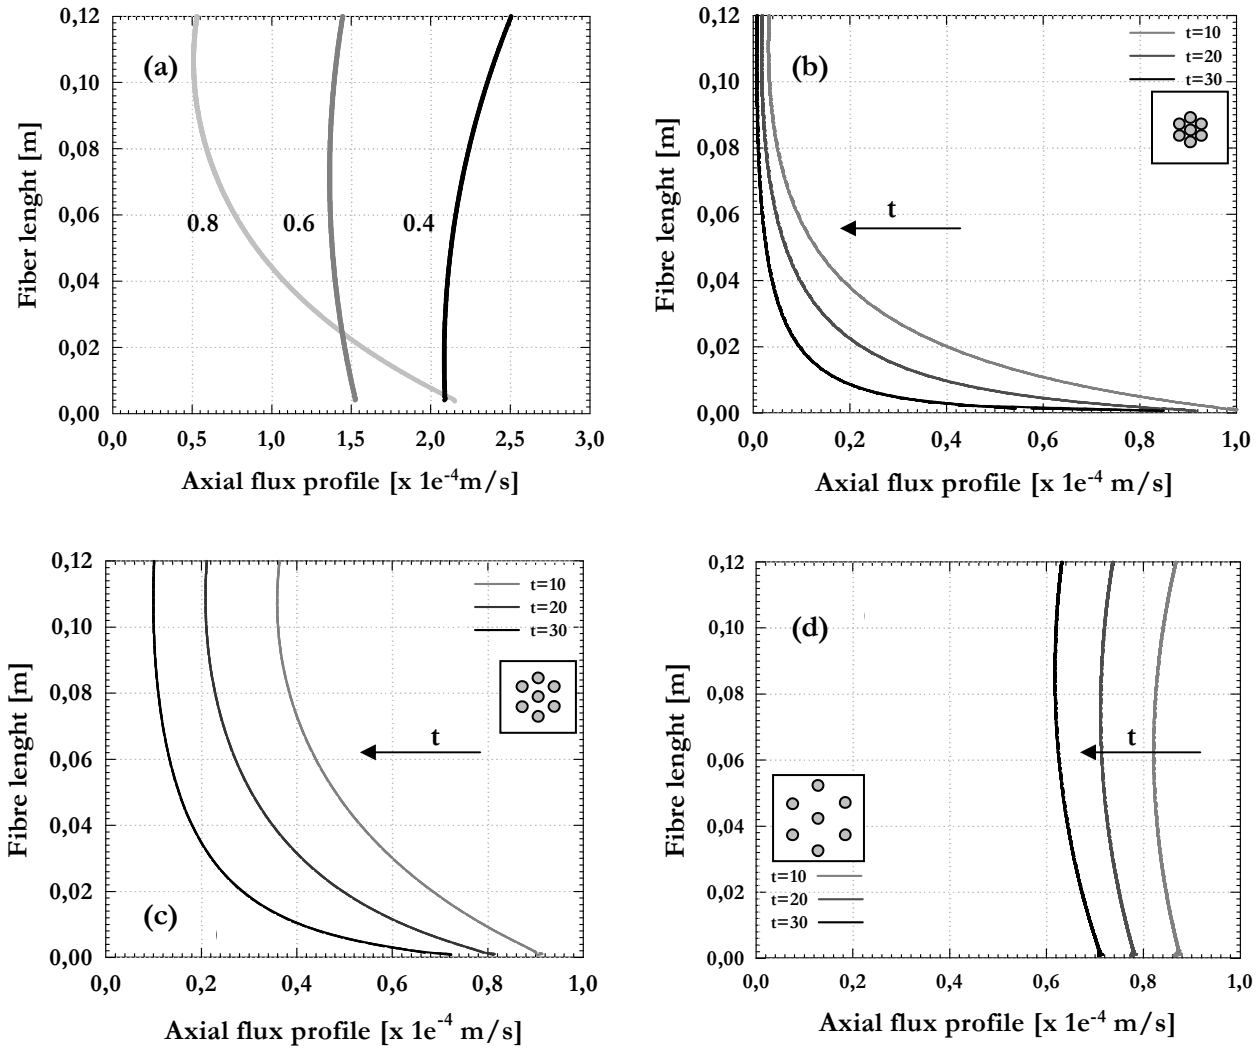 (a)
0,12
0,10
0,08
0,06
0,04
0,02
0,00
Fiber lenght [m]
0.8
0.6
0.4
0,0 0,5 1,0 1,5 2,0 2,5 3.0
Axial flux profile [x 1e-4m/s]
(b)
0,12
0,10
0,08
0,06
0,04
0,02
0,00
Fibre lenght [m]
t=10
t=20
t=30
t
0,0 0,2 0,4 0,6 0,8 1,0
Axial flux profile [x 1e-4 m/s]
(c)
0,12
0,10
0,08
0,06
0,04
0,02
0,00
Fibre lenght [m]
t=10
t=20
t=30
t
0,0 0,2 0,4 0,6 0,8 1,0
Axial flux profile [x 1e-4 m/s]
(d)
0,12
0,10
0,08
0,06
0,04
0,02
0,00
Fibre lenght [m]
t
t=10
t=20
t=30
0,0 0,2 0,4 0,6 0,8 1,0
Axial flux profile [x 1e-4 m/s]